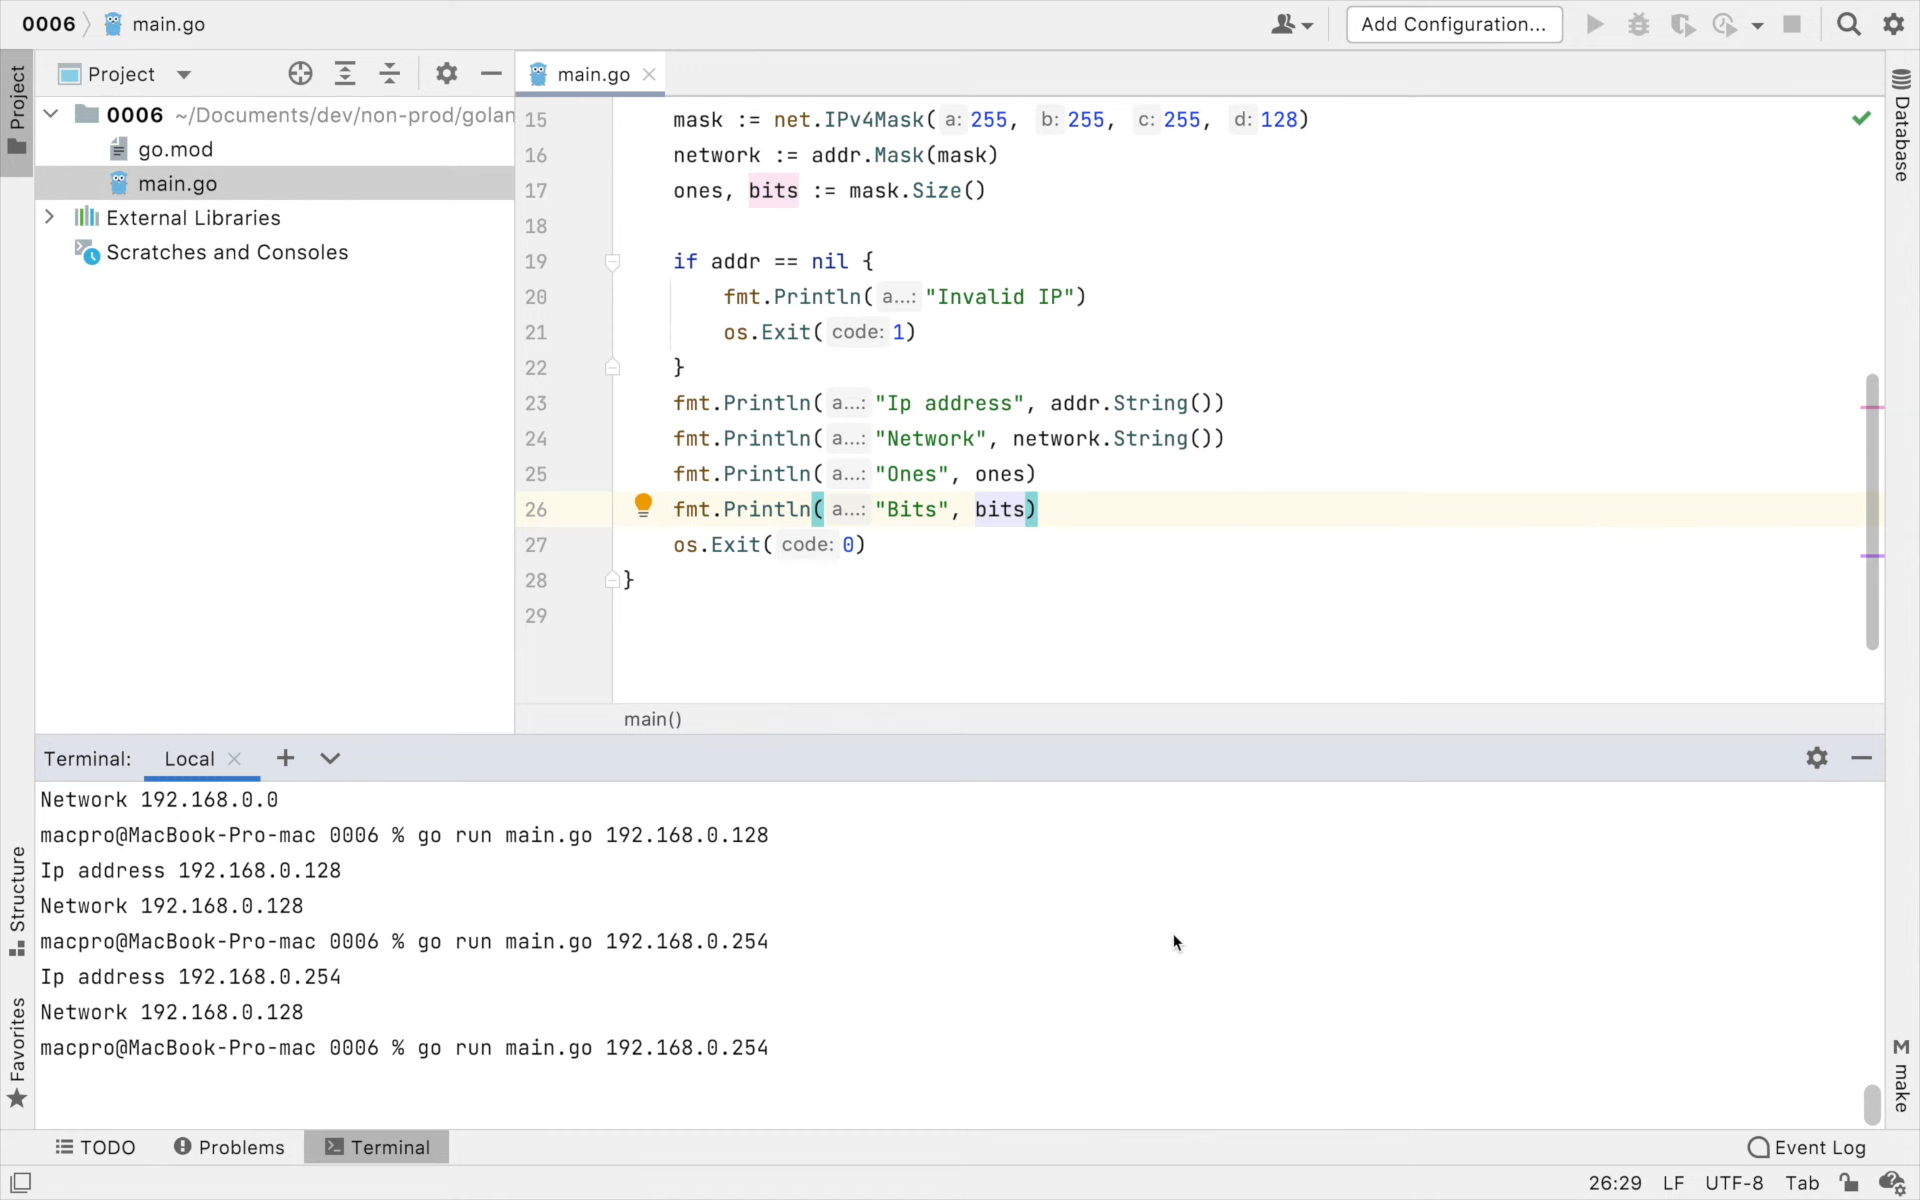 0006 main.go
Add Configuration...
Project
Project
main.go
0006 ~/Documents/dev/non-prod/golan
go.mod
main.go
External Libraries
Scratches and Consoles
15 mask := net.IPv4Mask( a: 255, b: 255, c: 255, d: 128)
16 network := addr.Mask(mask)
17 ones, bits := mask.Size()
18
19 if addr == nil {
20 fmt.Println( a...: "Invalid IP")
21 os.Exit( code: 1)
22 }
23 fmt.Println( a...: "Ip address", addr.String())
24 fmt.Println( a...: "Network", network.String())
25 fmt.Println( a...: "Ones", ones)
26 fmt.Println( a...: "Bits", bits)
27 os.Exit( code: 0)
28 }
29
main()
Database
Terminal: Local
Network 192.168.0.0
macpro@MacBook-Pro-mac 0006 % go run main.go 192.168.0.128
Ip address 192.168.0.128
Network 192.168.0.128
macpro@MacBook-Pro-mac 0006 % go run main.go 192.168.0.254
Ip address 192.168.0.254
Network 192.168.0.128
macpro@MacBook-Pro-mac 0006 % go run main.go 192.168.0.254
Structure
Favorites
M make
TODO Problems Terminal Event Log
26:29 LF UTF-8 Tab